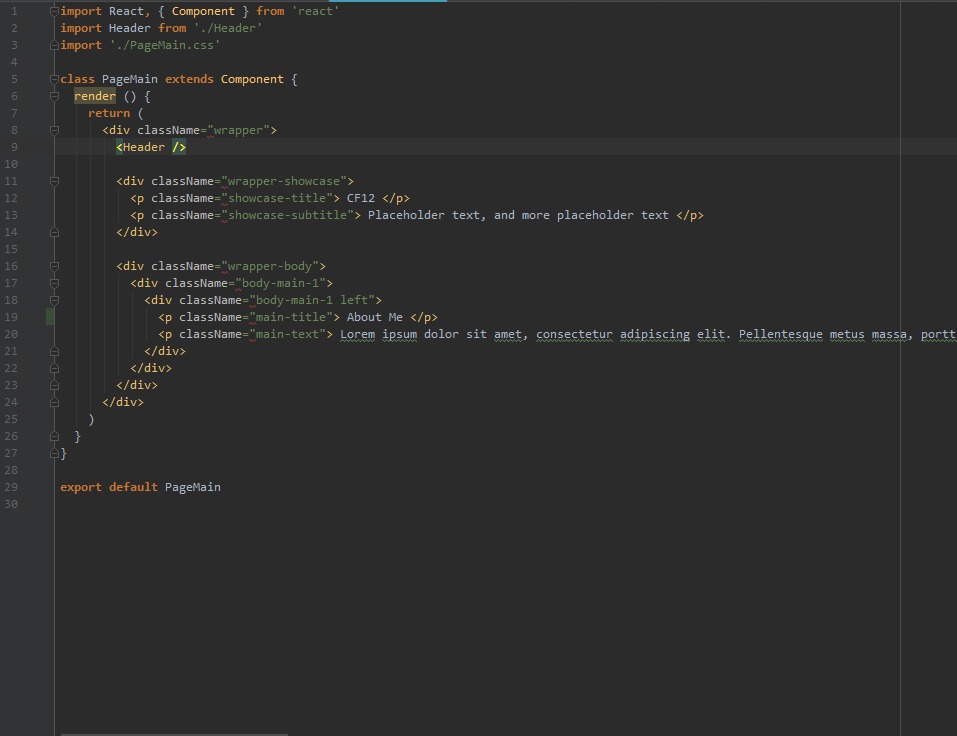 1 import React, { Component } from 'react'
2 import Header from './Header'
3 import './PageMain.css'
4
5 class PageMain extends Component {
6   render () {
7     return (
8       <div className="wrapper">
9         <Header />
10
11         <div className="wrapper-showcase">
12           <p className="showcase-title"> CF12 </p>
13           <p className="showcase-subtitle"> Placeholder text, and more placeholder text </p>
14         </div>
15
16         <div className="wrapper-body">
17           <div className="body-main-1">
18             <div className="body-main-1 left">
19               <p className="main-title"> About Me </p>
20               <p className="main-text"> Lorem ipsum dolor sit amet, consectetur adipiscing elit. Pellentesque metus massa, portt
21             </div>
22           </div>
23         </div>
24       </div>
25     )
26   }
27 }
28
29 export default PageMain
30